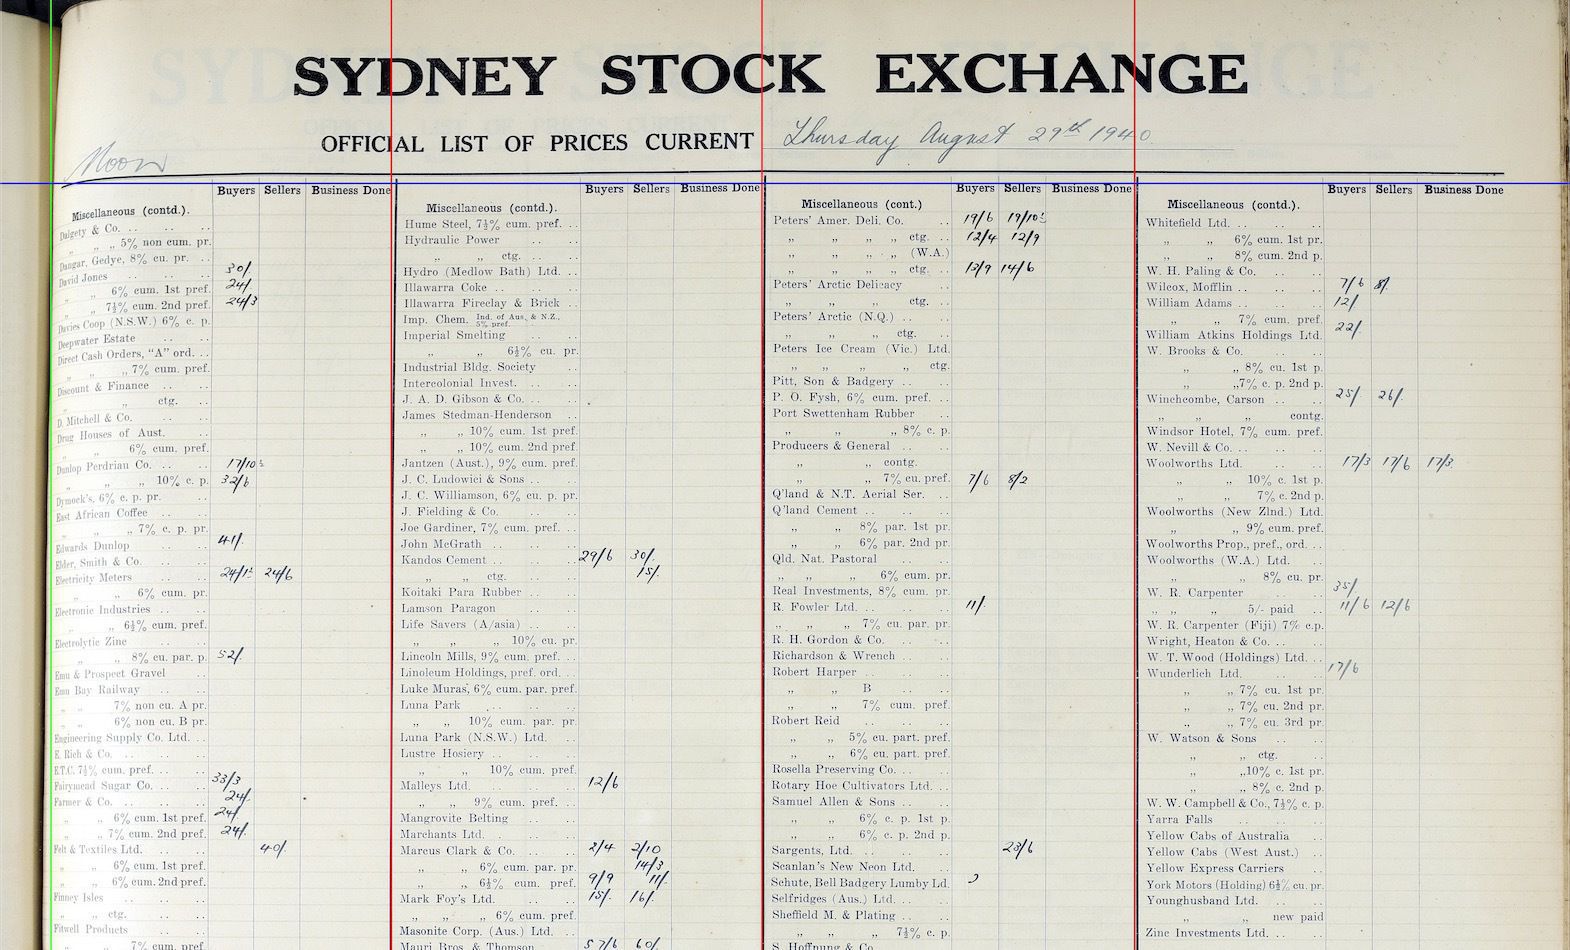 SYDNEY STOCK EXCHANGE
OFFICIAL LIST OF PRICES CURRENT Thursday August 29th 1940.
Noon
Buyers Sellers Business Done
Miscellaneous (contd.).
Dalgety & Co. .. .. ..
„ „ 5% non cum. pr.
Dangar, Gedye, 8% cu. pr. ..
David Jones .. .. .. 30/.
„ „ 6% cum. 1st pref. 24/.
„ „ 7½% cum. 2nd pref. 24/3
Davies Coop (N.S.W.) 6% c. p.
Deepwater Estate .. ..
Direct Cash Orders, "A" ord. ..
„ „ „ 7% cum. pref.
Discount & Finance .. ..
„ „ ctg. ..
D. Mitchell & Co. .. ..
Drug Houses of Aust. ..
„ „ 6% cum. pref.
Dunlop Perdriau Co. .. .. 17/10½
„ „ „ 10% c. p. 32/6
Dymock's, 6% c. p. pr. ..
East African Coffee .. ..
„ „ „ 7% c. p. pr.
Edwards Dunlop .. .. 41/.
Elder, Smith & Co. .. ..
Electricity Meters .. .. 24/1½ 24/6
„ „ 6% cum. pr.
Electronic Industries .. ..
„ „ 6½% cum. pref.
Electrolytic Zinc .. ..
„ „ 8% cu. par. p. 52/.
Emu & Prospect Gravel ..
Emu Bay Railway .. ..
„ „ 7% non cu. A pr.
„ „ 6% non cu. B pr.
Engineering Supply Co. Ltd. ..
E. Rich & Co. .. .. ..
E.T.C. 7½% cum. pref. .. ..
Fairymead Sugar Co. .. .. 33/3
Farmer & Co. .. .. .. 24/.
„ „ 6% cum. 1st pref. 24/.
„ „ 7% cum. 2nd pref. 24/.
Felt & Textiles Ltd. .. .. 40/.
„ „ 6% cum. 1st pref.
„ „ 6% cum. 2nd pref.
Finney Isles .. .. ..
„ „ ctg. .. ..
Fitwell Products .. ..
„ „ 7% cum. pref.
Buyers Sellers Business Done
Miscellaneous (contd.).
Hume Steel, 7½% cum. pref. ..
Hydraulic Power .. ..
„ „ ctg. .. ..
Hydro (Medlow Bath) Ltd. ..
Illawarra Coke .. .. ..
Illawarra Fireclay & Brick ..
Imp. Chem. Ind. of Aus. & N.Z., 5% pref. .. ..
Imperial Smelting .. ..
„ „ 6½% cu. pr.
Industrial Bldg. Society ..
Intercolonial Invest. .. ..
J. A. D. Gibson & Co. .. ..
James Stedman-Henderson ..
„ „ 10% cum. 1st pref.
„ „ 10% cum. 2nd pref.
Jantzen (Aust.), 9% cum. pref.
J. C. Ludowici & Sons .. ..
J. C. Williamson, 6% cu. p. pr.
J. Fielding & Co. .. ..
Joe Gardiner, 7% cum. pref. ..
John McGrath .. .. ..
Kandos Cement .. .. .. 29/6 30/.
„ „ ctg. .. .. 15/.
Koitaki Para Rubber .. ..
Lamson Paragon .. ..
Life Savers (A/asia) .. ..
„ „ „ 10% cu. pr.
Lincoln Mills, 9% cum. pref. ..
Linoleum Holdings, pref. ord. ..
Luke Muras, 6% cum. par. pref.
Luna Park .. .. ..
„ „ 10% cum. par. pr.
Luna Park (N.S.W.) Ltd. ..
Lustre Hosiery .. .. ..
„ „ 10% cum. pref.
Malleys Ltd. .. .. .. 12/6
„ „ 9% cum. pref. ..
Mangrovite Belting .. ..
Marchants Ltd. .. .. ..
Marcus Clark & Co. .. .. 2/4 2/10
„ „ 6% cum. par. pr. 14/3
„ „ 6½% cum. pref. 9/9 11/.
Mark Foy's Ltd. .. .. 15/. 16/.
„ „ „ 6% cum. pref.
Masonite Corp. (Aus.) Ltd. ..
Mauri Bros. & Thomson 57/6 60/.
Buyers Sellers Business Done
Miscellaneous (cont.)
Peters' Amer. Deli. Co. .. 19/6 19/10½
„ „ „ „ ctg. .. 12/4 12/9
„ „ „ „ (W.A.)
„ „ „ „ ctg. .. 13/9 14/6
Peters' Arctic Delicacy ..
„ „ „ ctg. ..
Peters' Arctic (N.Q.) .. ..
„ „ „ ctg. ..
Peters Ice Cream (Vic.) Ltd.
„ „ „ „ ctg.
Pitt, Son & Badgery .. ..
P. O. Fysh, 6% cum. pref. ..
Port Swettenham Rubber ..
„ „ „ 8% c. p.
Producers & General .. ..
„ „ contg.
„ „ 7% cu. pref. 7/6 8/2
Q'land & N.T. Aerial Ser. ..
Q'land Cement .. .. ..
„ „ 8% par. 1st pr.
„ „ 6% par. 2nd pr.
Qld. Nat. Pastoral .. ..
„ „ „ 6% cum. pr.
Real Investments, 8% cum. pr.
R. Fowler Ltd. .. .. .. 11/.
„ „ „ 7% cu. par. pr.
R. H. Gordon & Co. .. ..
Richardson & Wrench .. ..
Robert Harper .. .. ..
„ „ B .. ..
„ „ 7% cum. pref.
Robert Reid .. .. ..
„ „ 5% cu. part. pref.
„ „ 6% cu. part. pref.
Rosella Preserving Co. .. ..
Rotary Hoe Cultivators Ltd. ..
Samuel Allen & Sons .. ..
„ „ 6% c. p. 1st p.
„ „ 6% c. p. 2nd p.
Sargents, Ltd. .. .. .. 23/6
Scanlan's New Neon Ltd. ..
Schute, Bell Badgery Lumby Ld.
Selfridges (Aus.) Ltd. ..
Sheffield M. & Plating .. ..
„ „ „ 7½% c. p.
S. Hoffnung & Co.
Buyers Sellers Business Done
Miscellaneous (contd.).
Whitefield Ltd. .. .. ..
„ „ 6% cum. 1st pr.
„ „ 8% cum. 2nd p.
W. H. Paling & Co. .. ..
Wilcox, Mofflin .. .. .. 7/6 8/.
William Adams .. .. .. 12/.
„ „ 7% cum. pref.
William Atkins Holdings Ltd. 22/.
W. Brooks & Co. .. ..
„ „ 8% cum. 1st p.
„ „ 7% c. p. 2nd p.
Winchcombe, Carson .. .. 25/. 26/.
„ „ „ contg.
Windsor Hotel, 7% cum. pref.
W. Nevill & Co. .. .. ..
Woolworths Ltd. .. .. 17/3 17/6 17/3.
„ „ 10% c. 1st p.
„ „ 7% c. 2nd p.
Woolworths (New Zlnd.) Ltd.
„ „ 9% cum. pref.
Woolworths Prop., pref., ord. ..
Woolworths (W.A.) Ltd. ..
„ „ 8% cu. pr.
W. R. Carpenter .. .. 35/.
„ „ „ 5/- paid .. 11/6 12/6
W. R. Carpenter (Fiji) 7% c.p.
Wright, Heaton & Co. .. ..
W. T. Wood (Holdings) Ltd. ..
Wunderlich Ltd. .. .. 17/6
„ „ 7% cu. 1st pr.
„ „ 7% cu. 2nd pr.
„ „ 7% cu. 3rd pr.
W. Watson & Sons .. ..
„ „ ctg. ..
„ „ 10% c. 1st pr.
„ „ 8% c. 2nd p.
W. W. Campbell & Co., 7½% c. p.
Yarra Falls .. .. ..
Yellow Cabs of Australia ..
Yellow Cabs (West Aust.) ..
Yellow Express Carriers ..
York Motors (Holding) 6½% cu. pr.
Younghusband Ltd. .. ..
„ „ new paid
Zinc Investments Ltd. .. ..